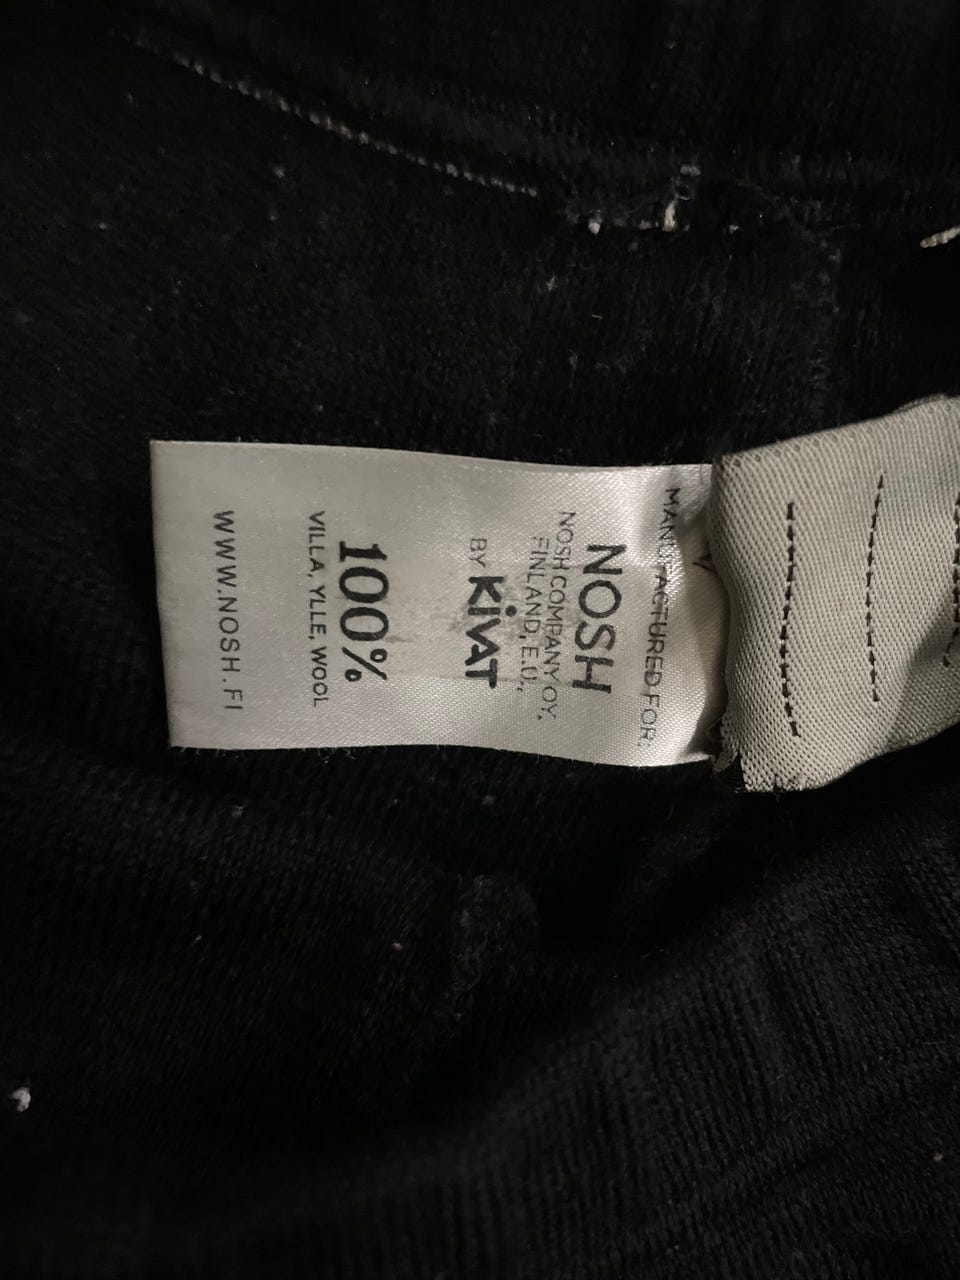 MANUFACTURED FOR:
NOSH
NOSH COMPANY OY,
FINLAND, E.U.,
BY KiVAT
100%
VILLA, YLLE, WOOL
WWW.NOSH.FI